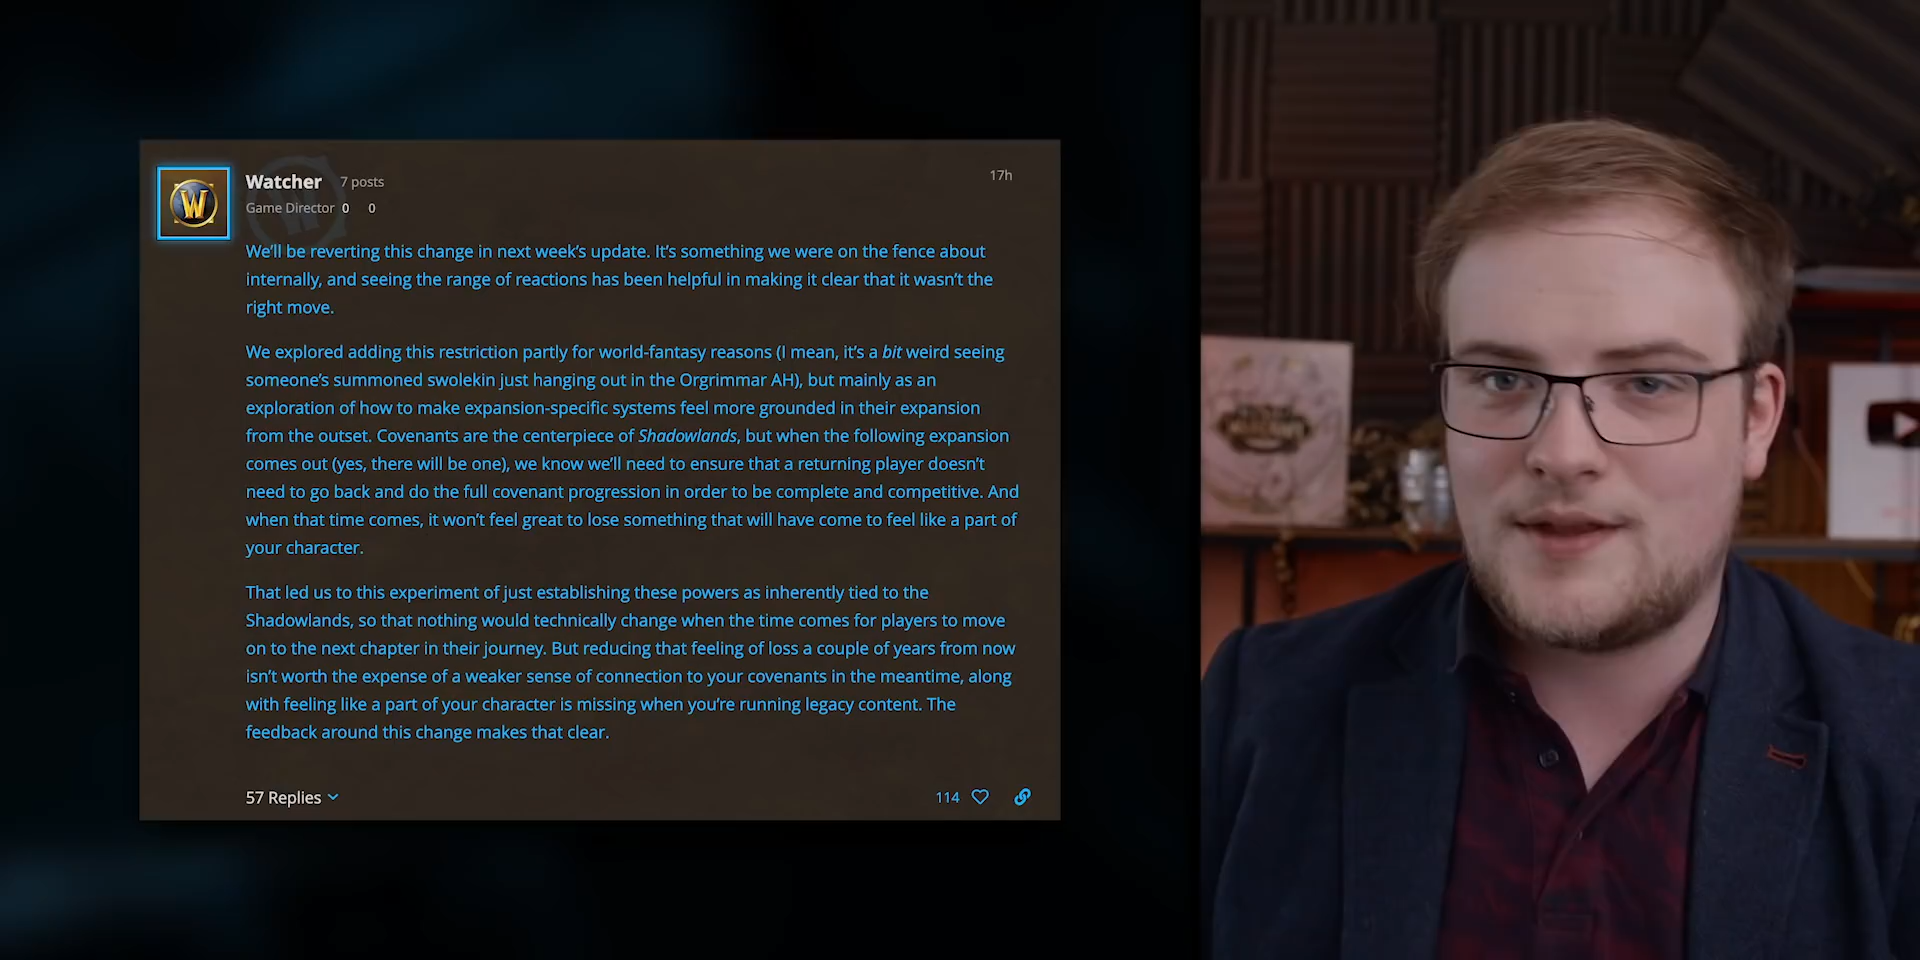 Watcher 7 posts
17h
Game Director 0 0
We'll be reverting this change in next week's update. It's something we were on the fence about
internally, and seeing the range of reactions has been helpful in making it clear that it wasn't the
right move.
We explored adding this restriction partly for world-fantasy reasons (I mean, it's a bit weird seeing
someone's summoned swolekin just hanging out in the Orgrimmar AH), but mainly as an
exploration of how to make expansion-specific systems feel more grounded in their expansion
from the outset. Covenants are the centerpiece of Shadowlands, but when the following expansion
comes out (yes, there will be one), we know we'll need to ensure that a returning player doesn't
need to go back and do the full covenant progression in order to be complete and competitive. And
when that time comes, it won't feel great to lose something that will have come to feel like a part of
your character.
That led us to this experiment of just establishing these powers as inherently tied to the
Shadowlands, so that nothing would technically change when the time comes for players to move
on to the next chapter in their journey. But reducing that feeling of loss a couple of years from now
isn't worth the expense of a weaker sense of connection to your covenants in the meantime, along
with feeling like a part of your character is missing when you're running legacy content. The
feedback around this change makes that clear.
57 Replies
114